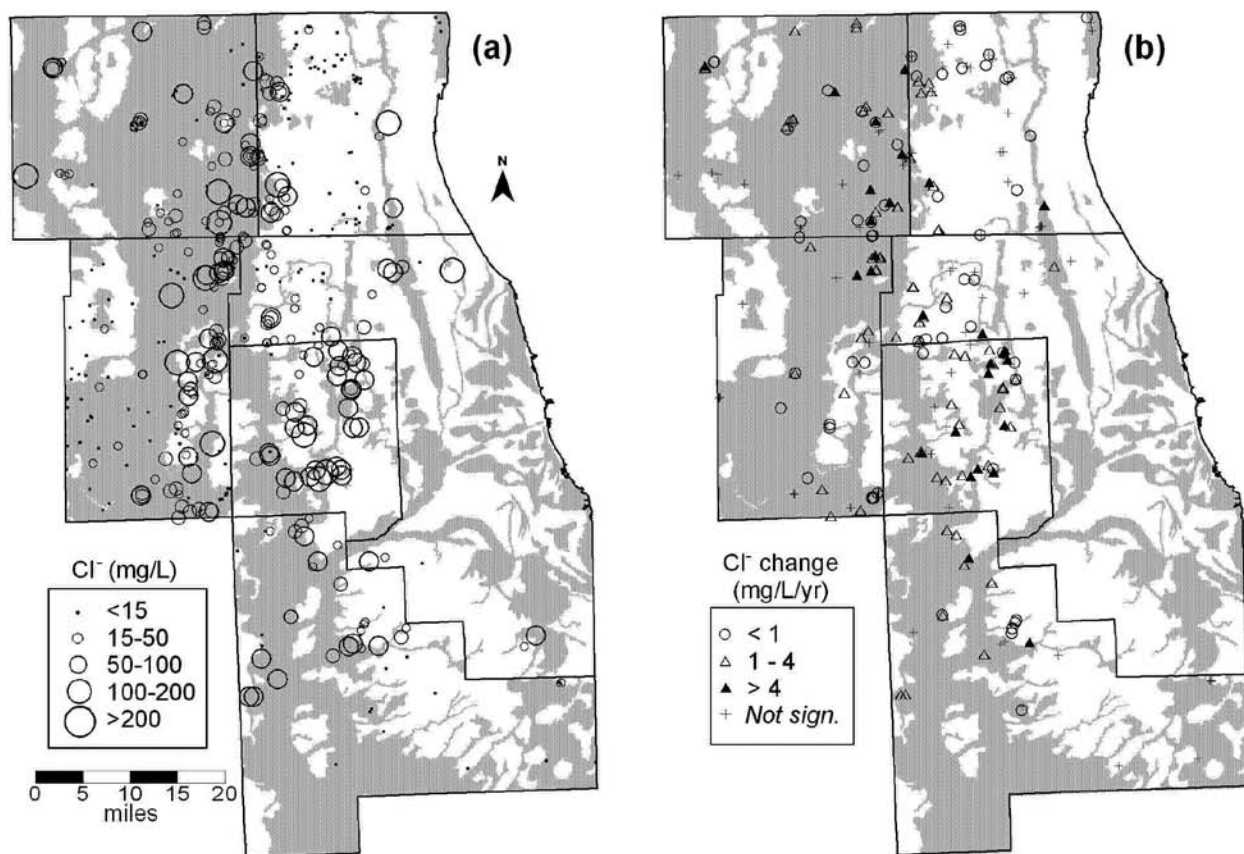 (a)
N
Cl⁻ (mg/L)
<15
15-50
50-100
100-200
>200
0 5 10 15 20
miles
(b)
Cl⁻ change
(mg/L/yr)
< 1
1 - 4
> 4
Not sign.